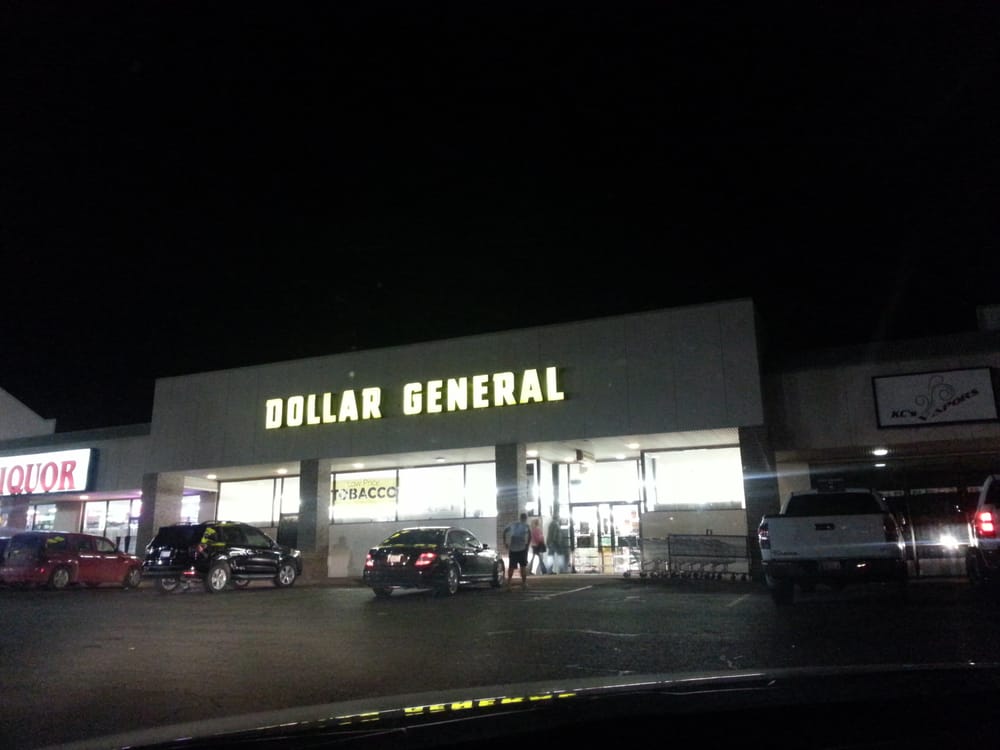 DOLLAR GENERAL
IQUOR
Low Price
TOBACCO
KC's VAPORS